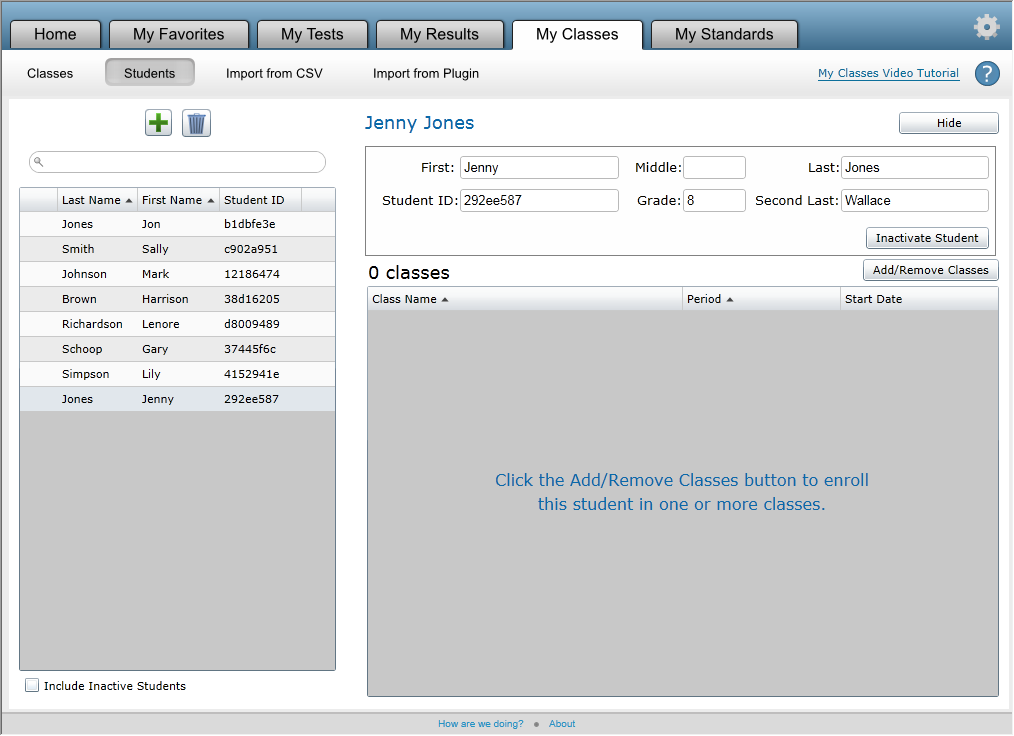 Home My Favorites My Tests My Results My Classes My Standards
Classes Students Import from CSV Import from Plugin My Classes Video Tutorial ?
Jenny Jones Hide
First: Jenny Middle: Last: Jones
Student ID: 292ee587 Grade: 8 Second Last: Wallace
Inactivate Student
0 classes Add/Remove Classes
Class Name Period Start Date
Click the Add/Remove Classes button to enroll
this student in one or more classes.
Last Name First Name Student ID
Jones Jon b1dbfe3e
Smith Sally c902a951
Johnson Mark 12186474
Brown Harrison 38d16205
Richardson Lenore d8009489
Schoop Gary 37445f6c
Simpson Lily 4152941e
Jones Jenny 292ee587
Include Inactive Students
How are we doing? • About